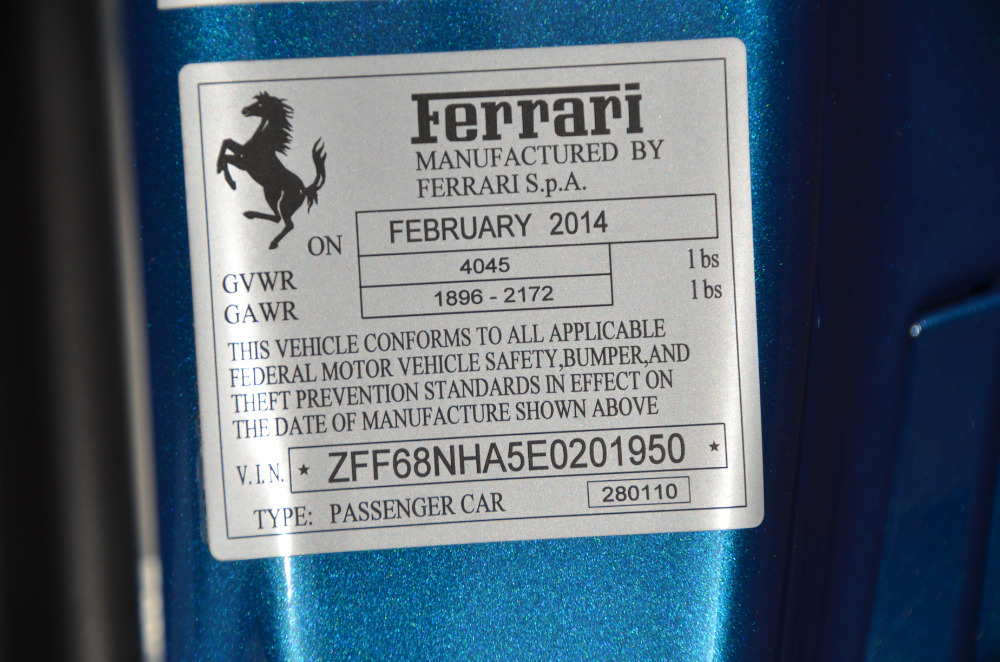 Ferrari
MANUFACTURED BY
FERRARI S.p.A.
ON FEBRUARY 2014
GVWR 4045 lbs
GAWR 1896 - 2172 lbs
THIS VEHICLE CONFORMS TO ALL APPLICABLE
FEDERAL MOTOR VEHICLE SAFETY,BUMPER,AND
THEFT PREVENTION STANDARDS IN EFFECT ON
THE DATE OF MANUFACTURE SHOWN ABOVE
V.I.N. * ZFF68NHA5E0201950 *
TYPE: PASSENGER CAR 280110